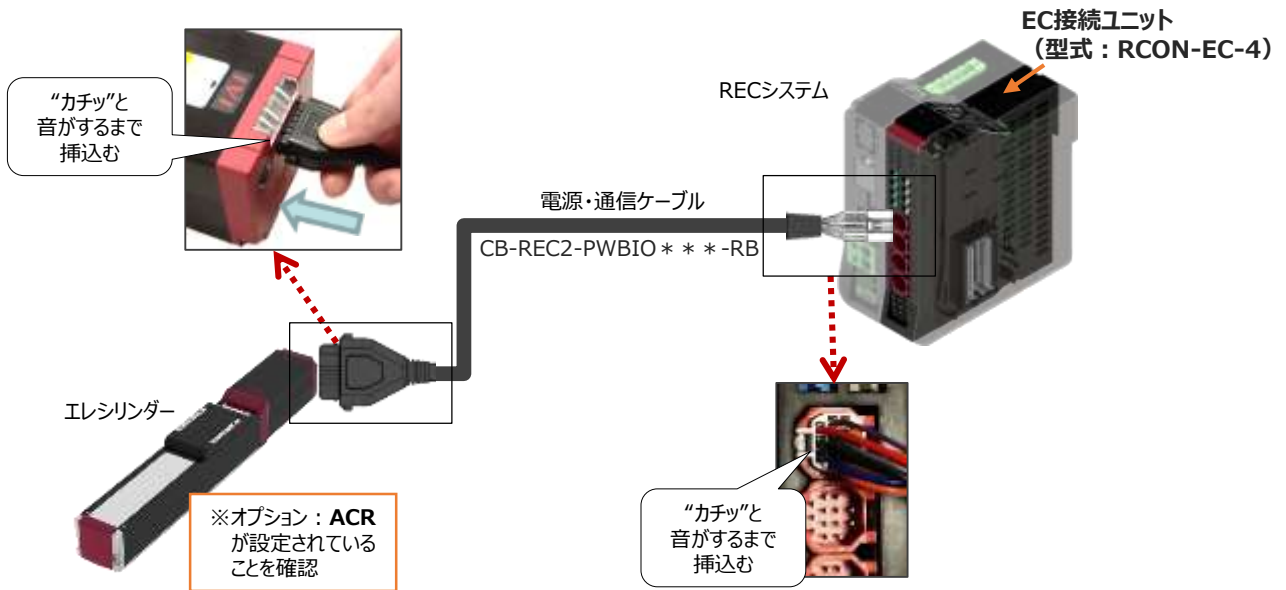 EC接続ユニット
（型式：RCON-EC-4）
RECシステム
“カチッ”と
音がするまで
挿込む
電源・通信ケーブル
CB-REC2-PWBIO＊＊＊-RB
エレシリンダー
※オプション：ACR
が設定されている
ことを確認
“カチッ”と
音がするまで
挿込む